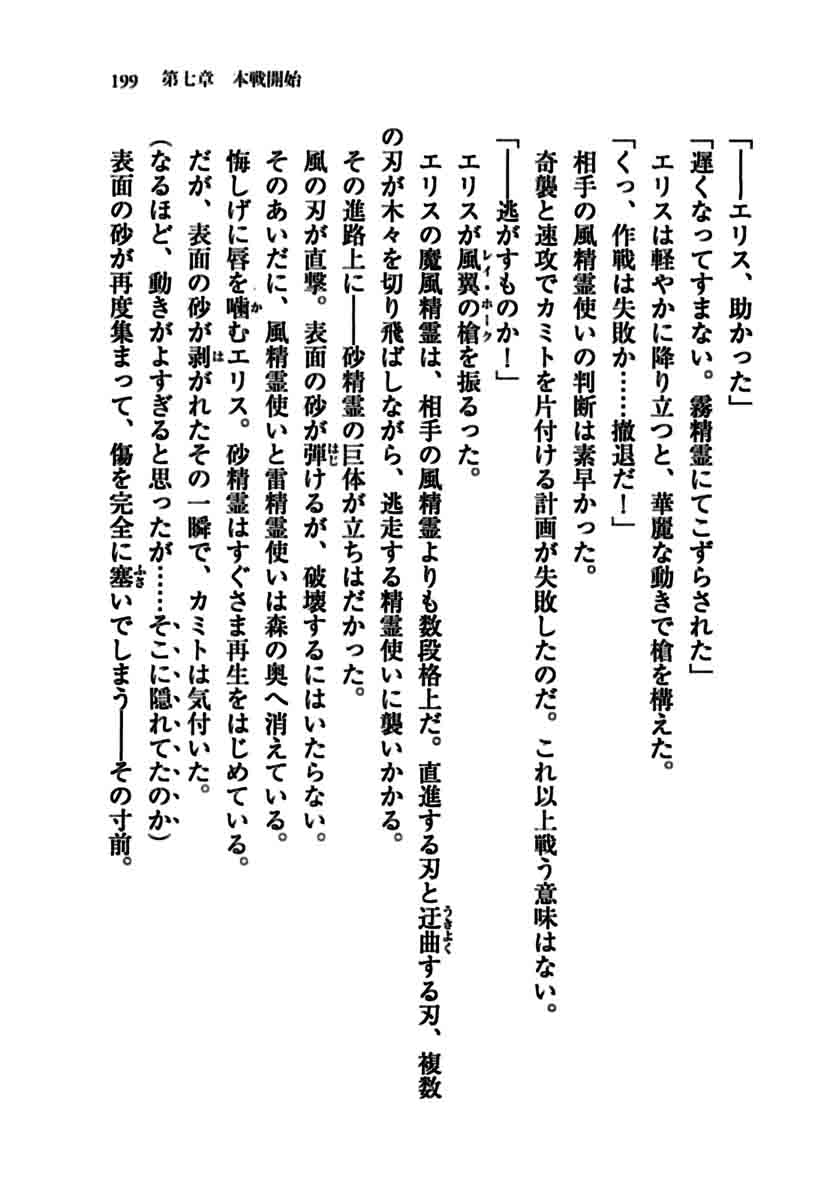 199　第七章　本戦開始
「――エリス、助かった」
「遅くなってすまない。霧精霊にてこずらされた」
エリスは軽やかに降り立つと、華麗な動きで槍を構えた。
「くっ、作戦は失敗か……撤退だ！」
相手の風精霊使いの判断は素早かった。
奇襲と速攻でカミトを片付ける計画が失敗したのだ。これ以上戦う意味はない。
「――逃がすものか！」
エリスが風翼の槍レイ・ホークを振るった。
エリスの魔風精霊は、相手の風精霊よりも数段格上だ。直進する刃と迂曲うきよくする刃、複数
の刃が木々を切り飛ばしながら、逃走する精霊使いに襲いかかる。
その進路上に――砂精霊の巨体が立ちはだかった。
風の刃が直撃。表面の砂が弾はじけるが、破壊するにはいたらない。
そのあいだに、風精霊使いと雷精霊使いは森の奥へ消えている。
悔しげに唇を噛かむエリス。砂精霊はすぐさま再生をはじめている。
だが、表面の砂が剥はがれたその一瞬で、カミトは気付いた。
（なるほど、動きがよすぎると思ったが……そこに隠れてたのか）
表面の砂が再度集まって、傷を完全に塞ふさいでしまう――その寸前。